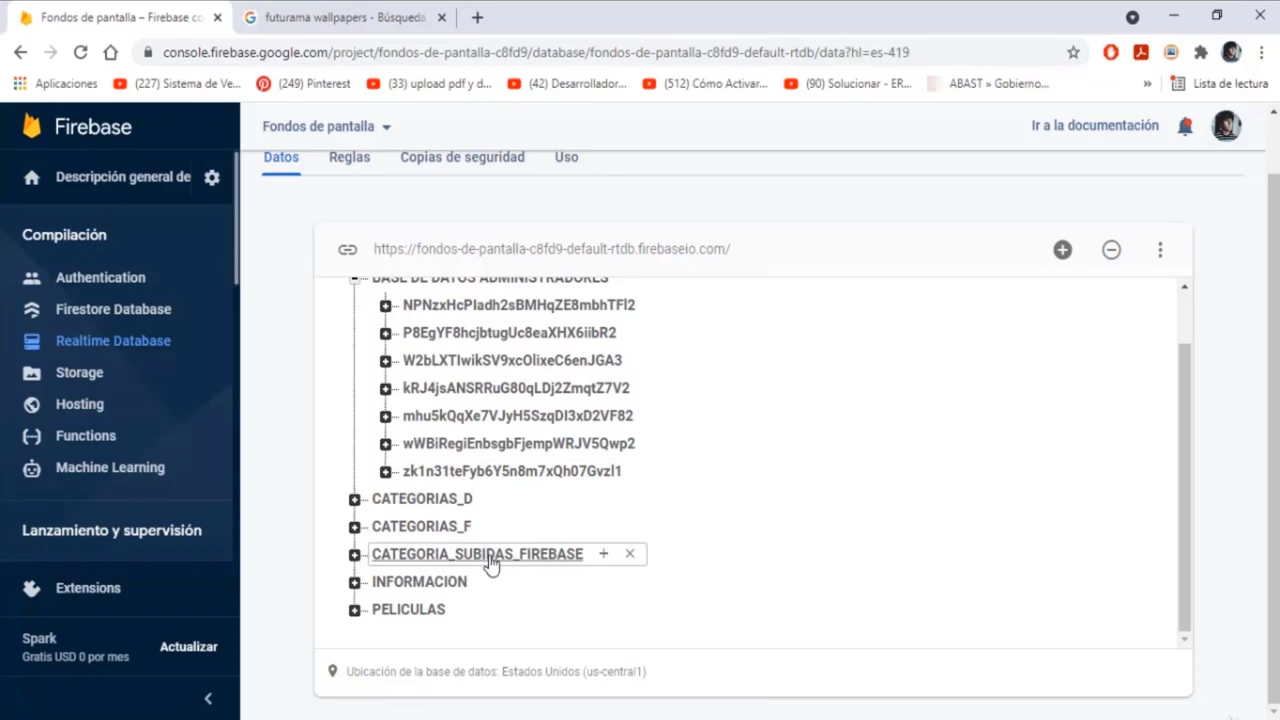 Fondos de pantalla – Firebase co
futurama wallpapers - Búsqueda
console.firebase.google.com/project/fondos-de-pantalla-c8fd9/database/fondos-de-pantalla-c8fd9-default-rtdb/data?hl=es-419
Aplicaciones
(227) Sistema de Ve...
(249) Pinterest
(33) upload pdf y d...
(42) Desarrollador...
(512) Cómo Activar...
(90) Solucionar - ER...
ABAST » Gobierno...
»
Lista de lectura
Firebase
Fondos de pantalla
Ir a la documentación
Descripción general de
Datos
Reglas
Copias de seguridad
Uso
Compilación
Authentication
Firestore Database
Realtime Database
Storage
Hosting
Functions
Machine Learning
Lanzamiento y supervisión
Extensions
Spark
Gratis USD 0 por mes
Actualizar
https://fondos-de-pantalla-c8fd9-default-rtdb.firebaseio.com/
BASE DE DATOS ADMINISTRADORES
NPNzxHcPIadh2sBMHqZE8mbhTFl2
P8EgYF8hcjbtugUc8eaXHX6iibR2
W2bLXTIwikSV9xcOlixeC6enJGA3
kRJ4jsANSRRuG80qLDj2ZmqtZ7V2
mhu5kQqXe7VJyH5SzqDI3xD2VF82
wWBiRegiEnbsgbFjempWRJV5Qwp2
zk1n31teFyb6Y5n8m7xQh07Gvzl1
CATEGORIAS_D
CATEGORIAS_F
CATEGORIA_SUBIDAS_FIREBASE
INFORMACION
PELICULAS
Ubicación de la base de datos: Estados Unidos (us-central1)